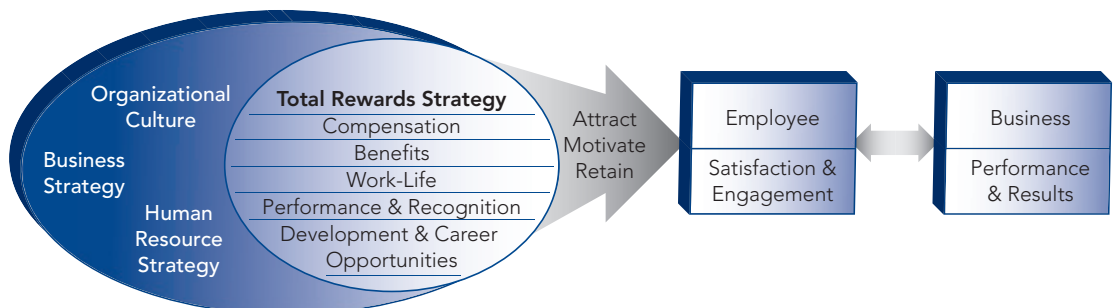 Organizational
Culture
Business
Strategy
Human
Resource
Strategy
Total Rewards Strategy
Compensation
Benefits
Work-Life
Performance & Recognition
Development & Career
Opportunities
Attract
Motivate
Retain
Employee
Satisfaction &
Engagement
Business
Performance
& Results